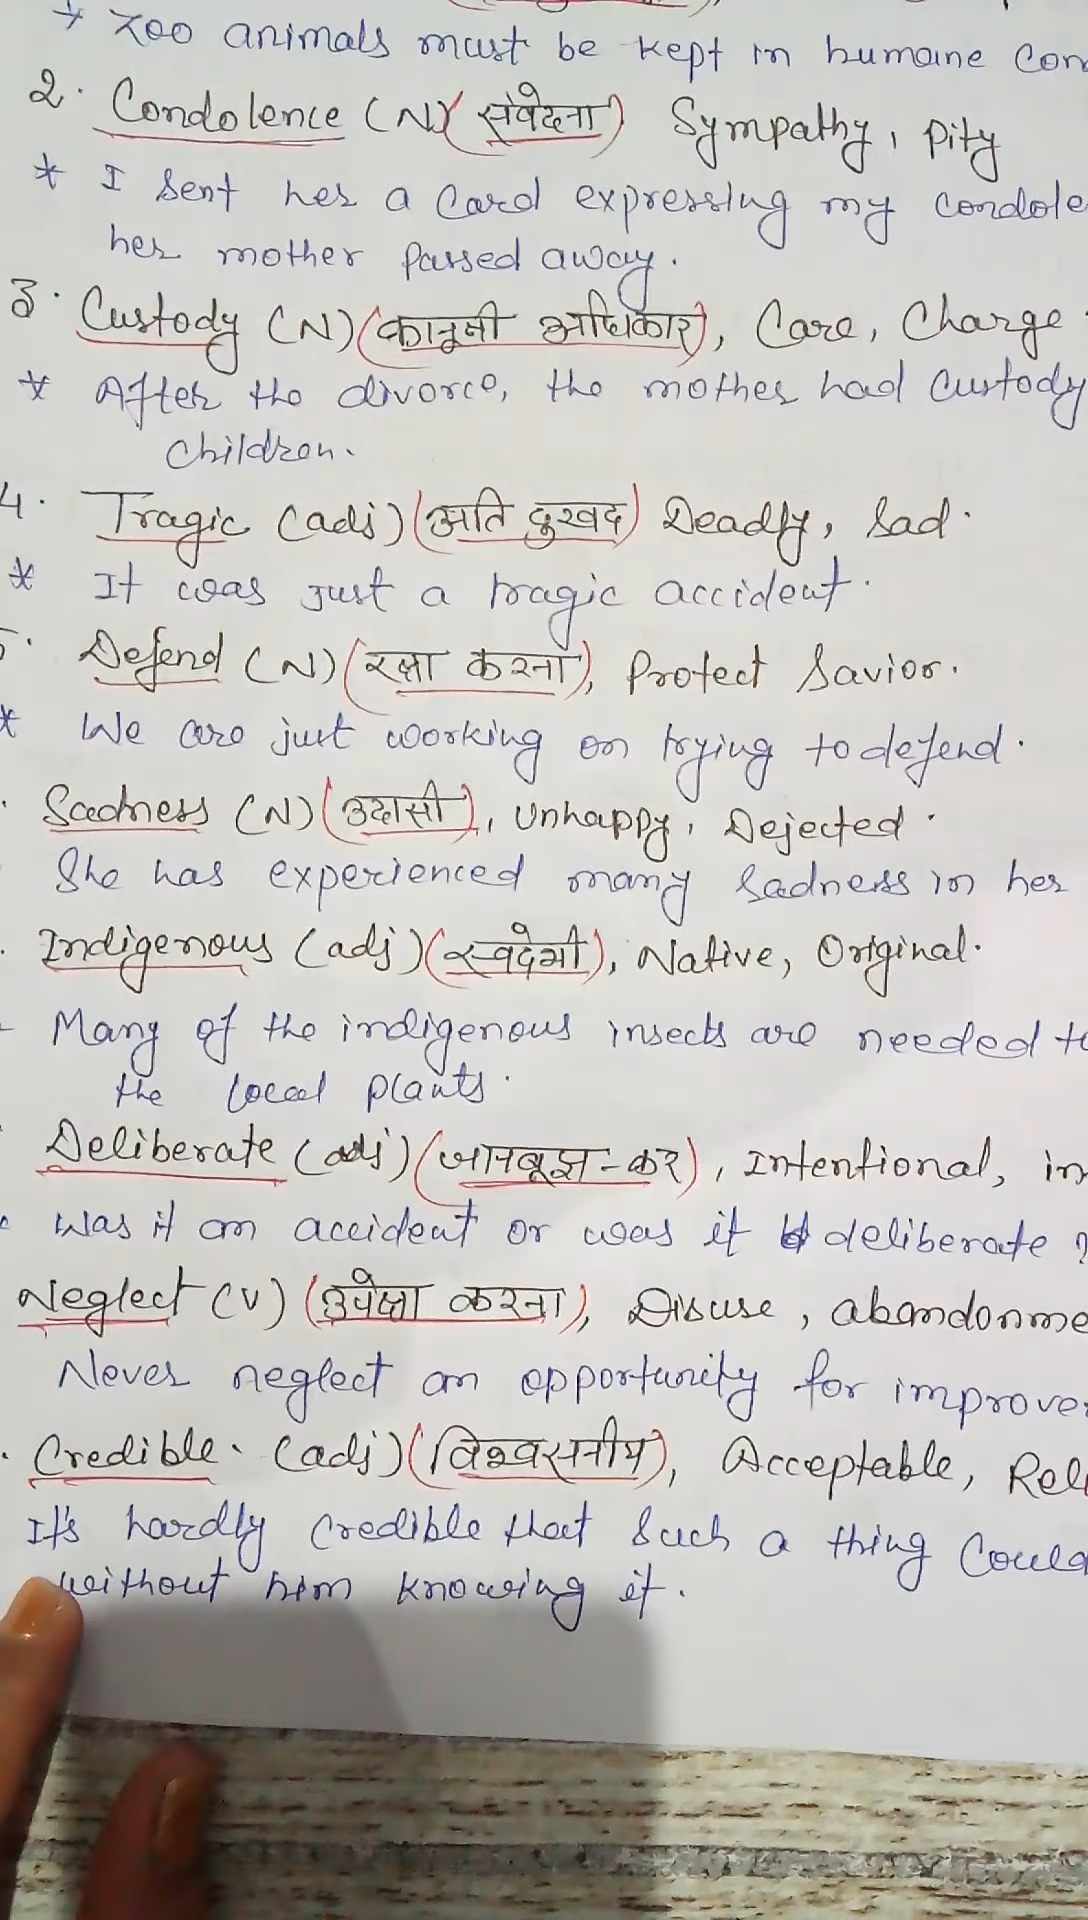 * Zoo animals must be kept in humane con
2. Condolence (N) (संवेदना) Sympathy, Pity
* I sent her a card expressing my condole
her mother passed away.
3. Custody (N) (कानूनी अधिकार), Care, Charge
* After the divorce, the mother had custody
children.
4. Tragic (adj) (अति दुखद) Deadly, Sad.
* It was just a tragic accident.
5. Defend (N) (रक्षा करना), Protect Savior.
* We are just working on trying to defend.
Sadness (N) (उदासी), Unhappy, Dejected.
She has experienced many sadness in her
Indigenous (adj) (स्वदेशी), Native, Original.
Many of the indigenous insects are needed t
the local plants.
Deliberate (adj) (जानबूझ-कर), Intentional, in
Was it an accident or was it deliberate ?
Neglect (V) (उपेक्षा करना), Disuse, abandonme
Never neglect an opportunity for improve
Credible. (adj) (विश्वसनीय), Acceptable, Rel
It's hardly credible that such a thing could
without him knowing it.